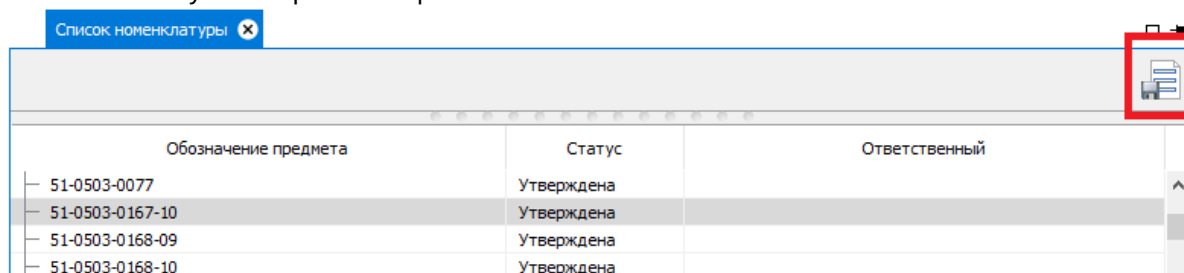 Список номенклатуры
Обозначение предмета Статус Ответственный
51-0503-0077 Утверждена
51-0503-0167-10 Утверждена
51-0503-0168-09 Утверждена
51-0503-0168-10 Утверждена